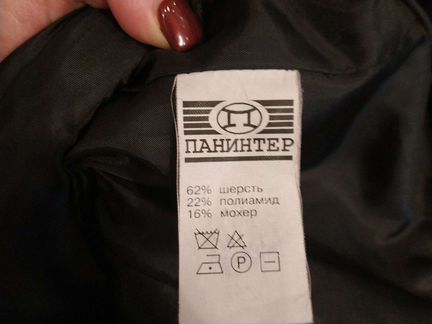 П
ПАНИНТЕР
62% шерсть
22% полиамид
16% мохер
P